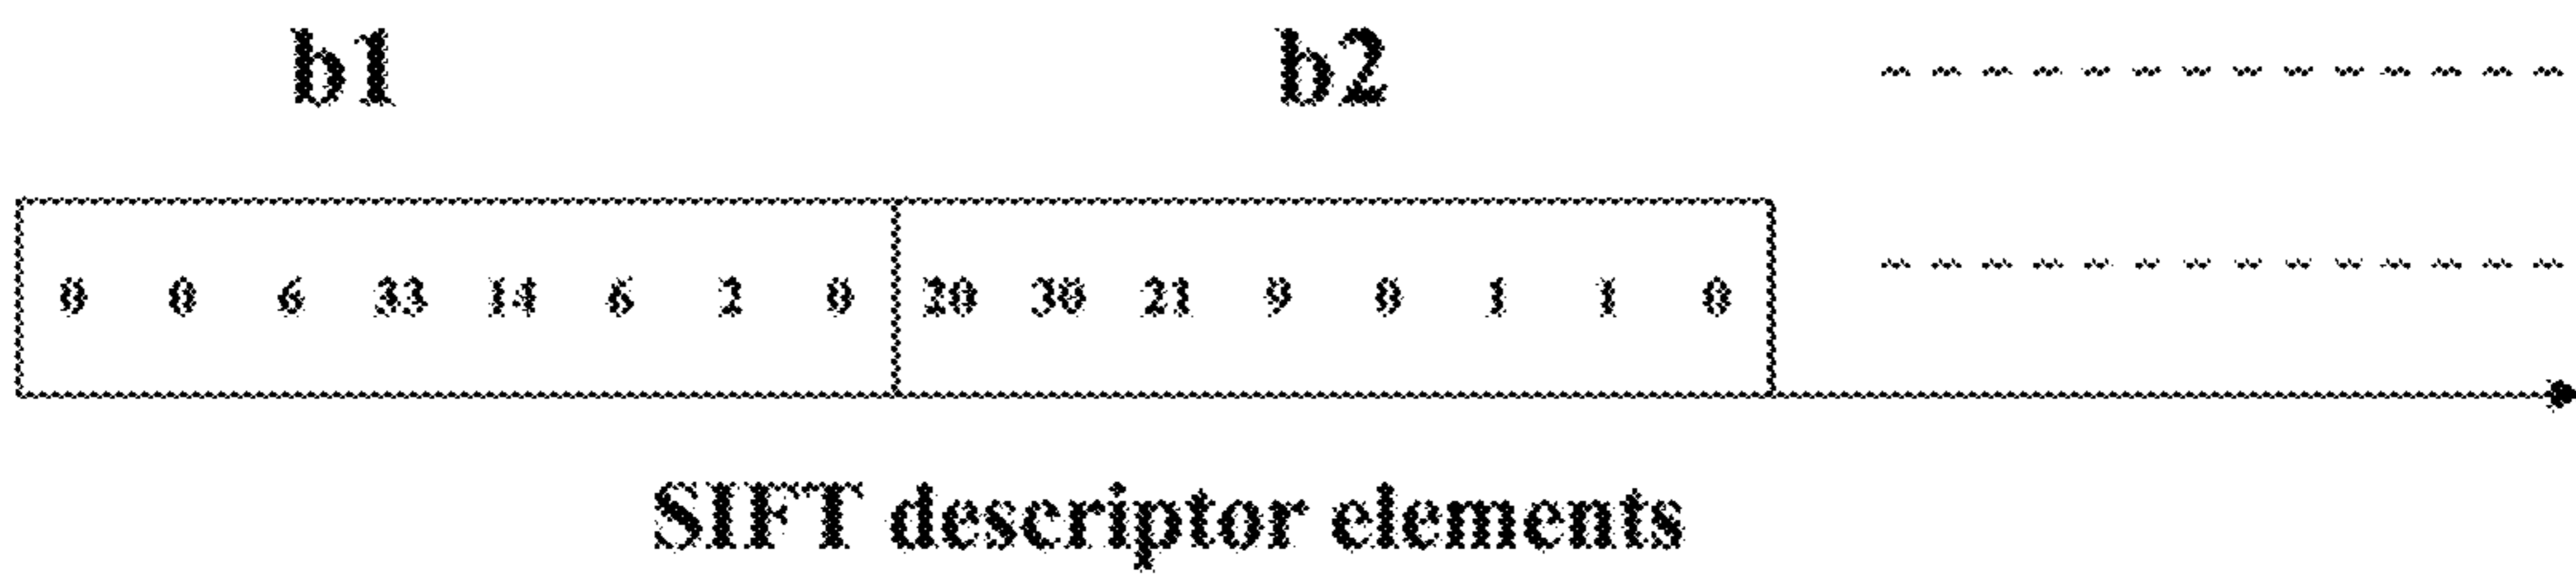 b1 b2
0 0 6 33 14 6 2 0 20 30 21 9 0 1 1 0
SIFT descriptor elements